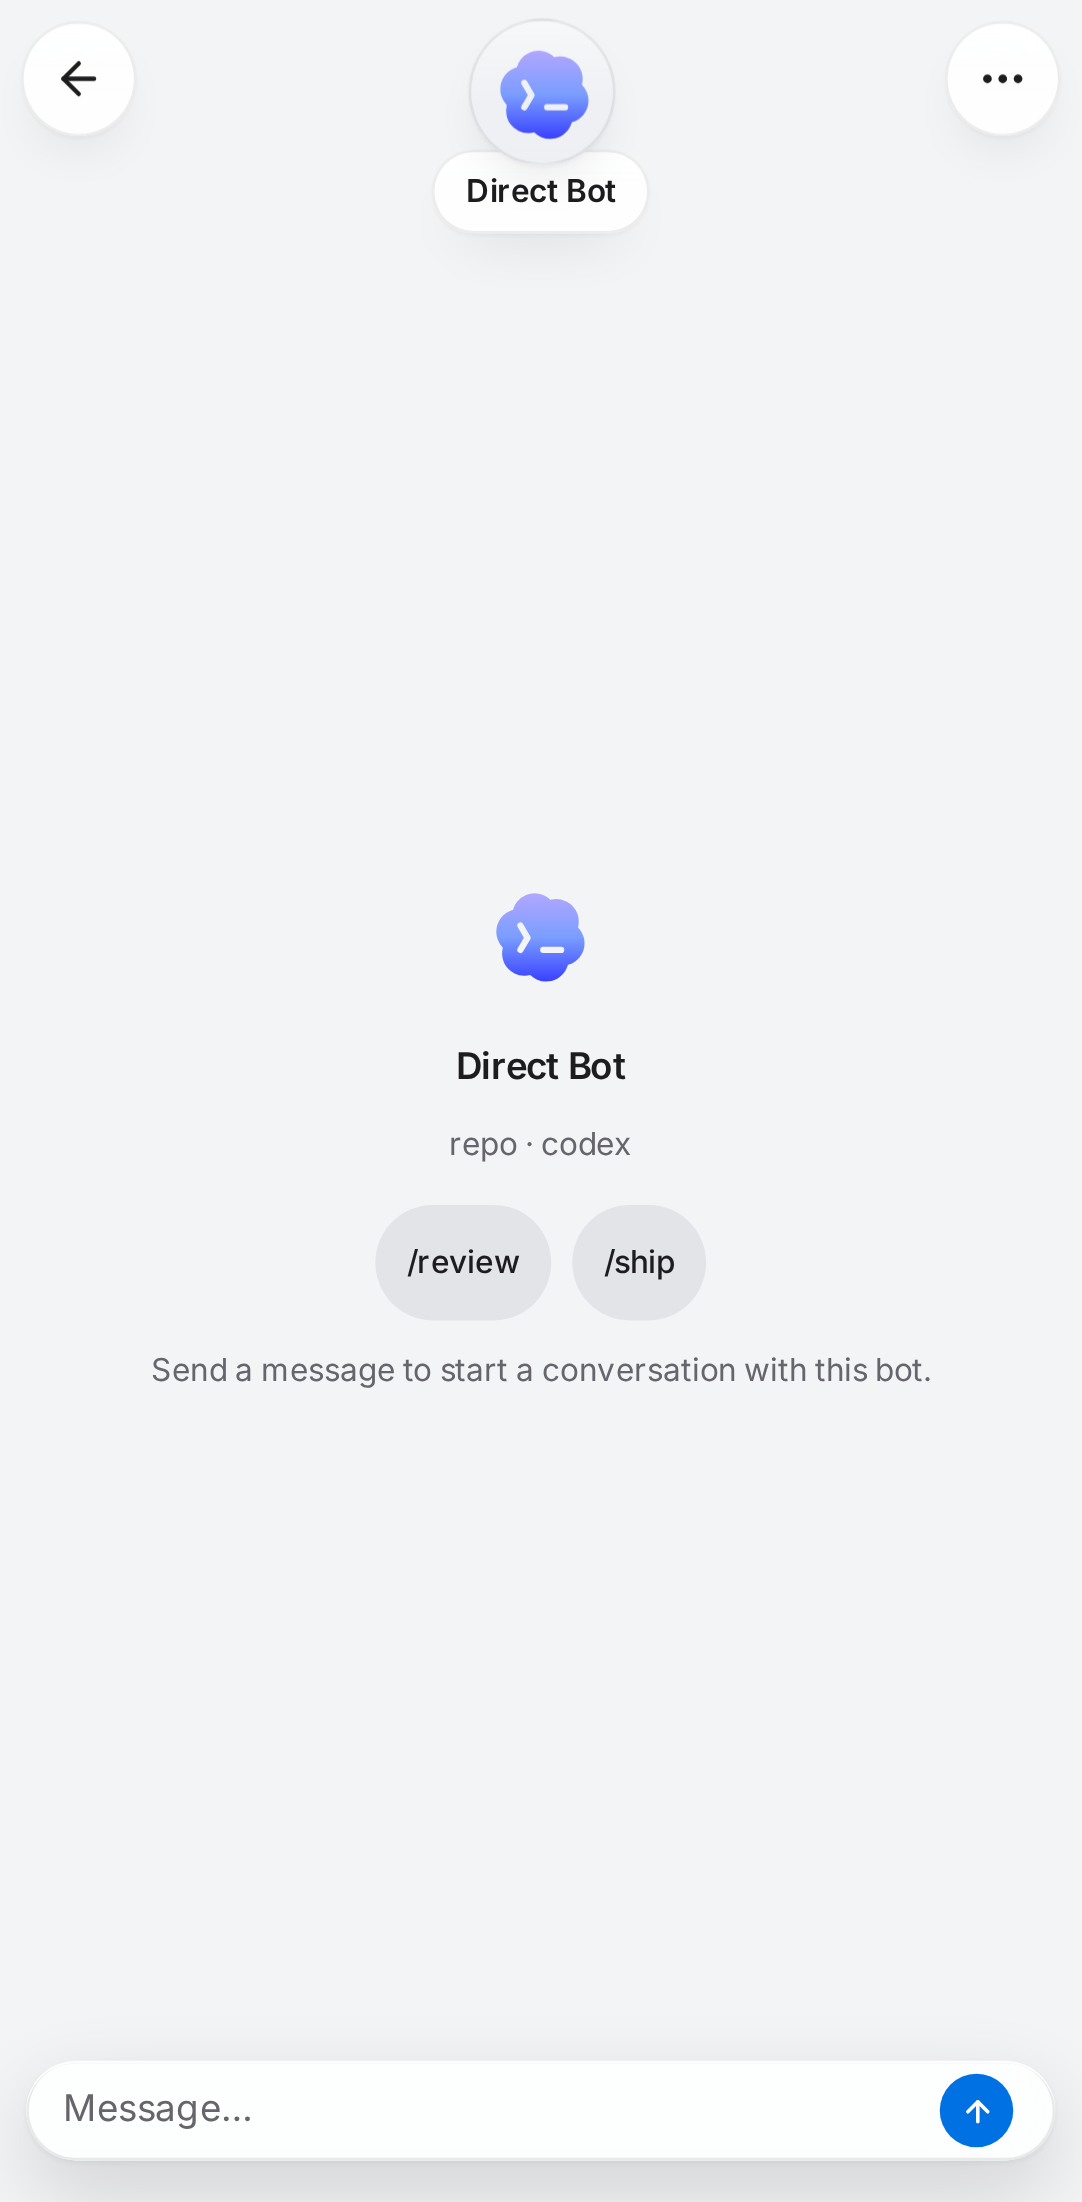 Direct Bot
Direct Bot
repo · codex
/review /ship
Send a message to start a conversation with this bot.
Message...